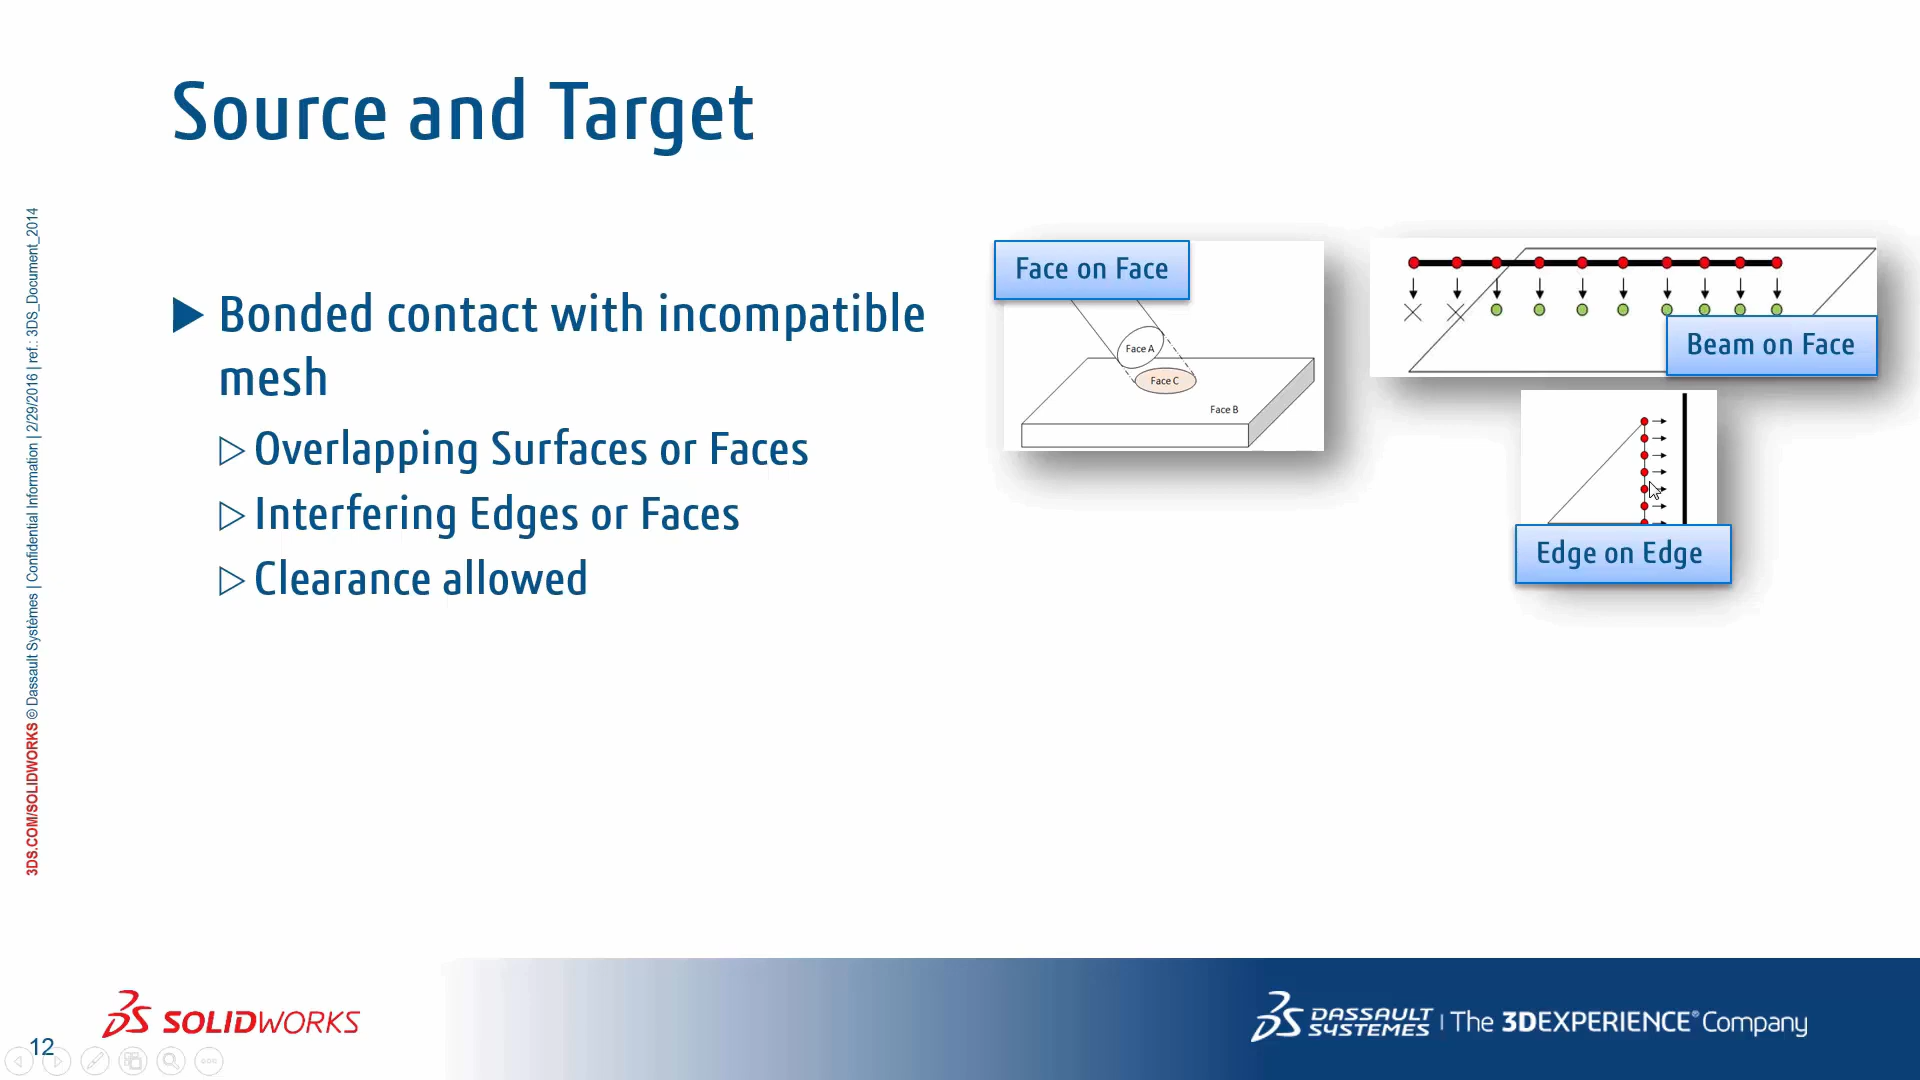 Source and Target
Bonded contact with incompatible
mesh
Overlapping Surfaces or Faces
Interfering Edges or Faces
Clearance allowed
Face on Face
Face A
Face C
Face B
Beam on Face
Edge on Edge
3DS.COM/SOLIDWORKS © Dassault Systèmes | Confidential Information | 2/29/2016 | ref.: 3DS_Document_2014
12
SOLIDWORKS
DASSAULT SYSTEMES | The 3DEXPERIENCE® Company